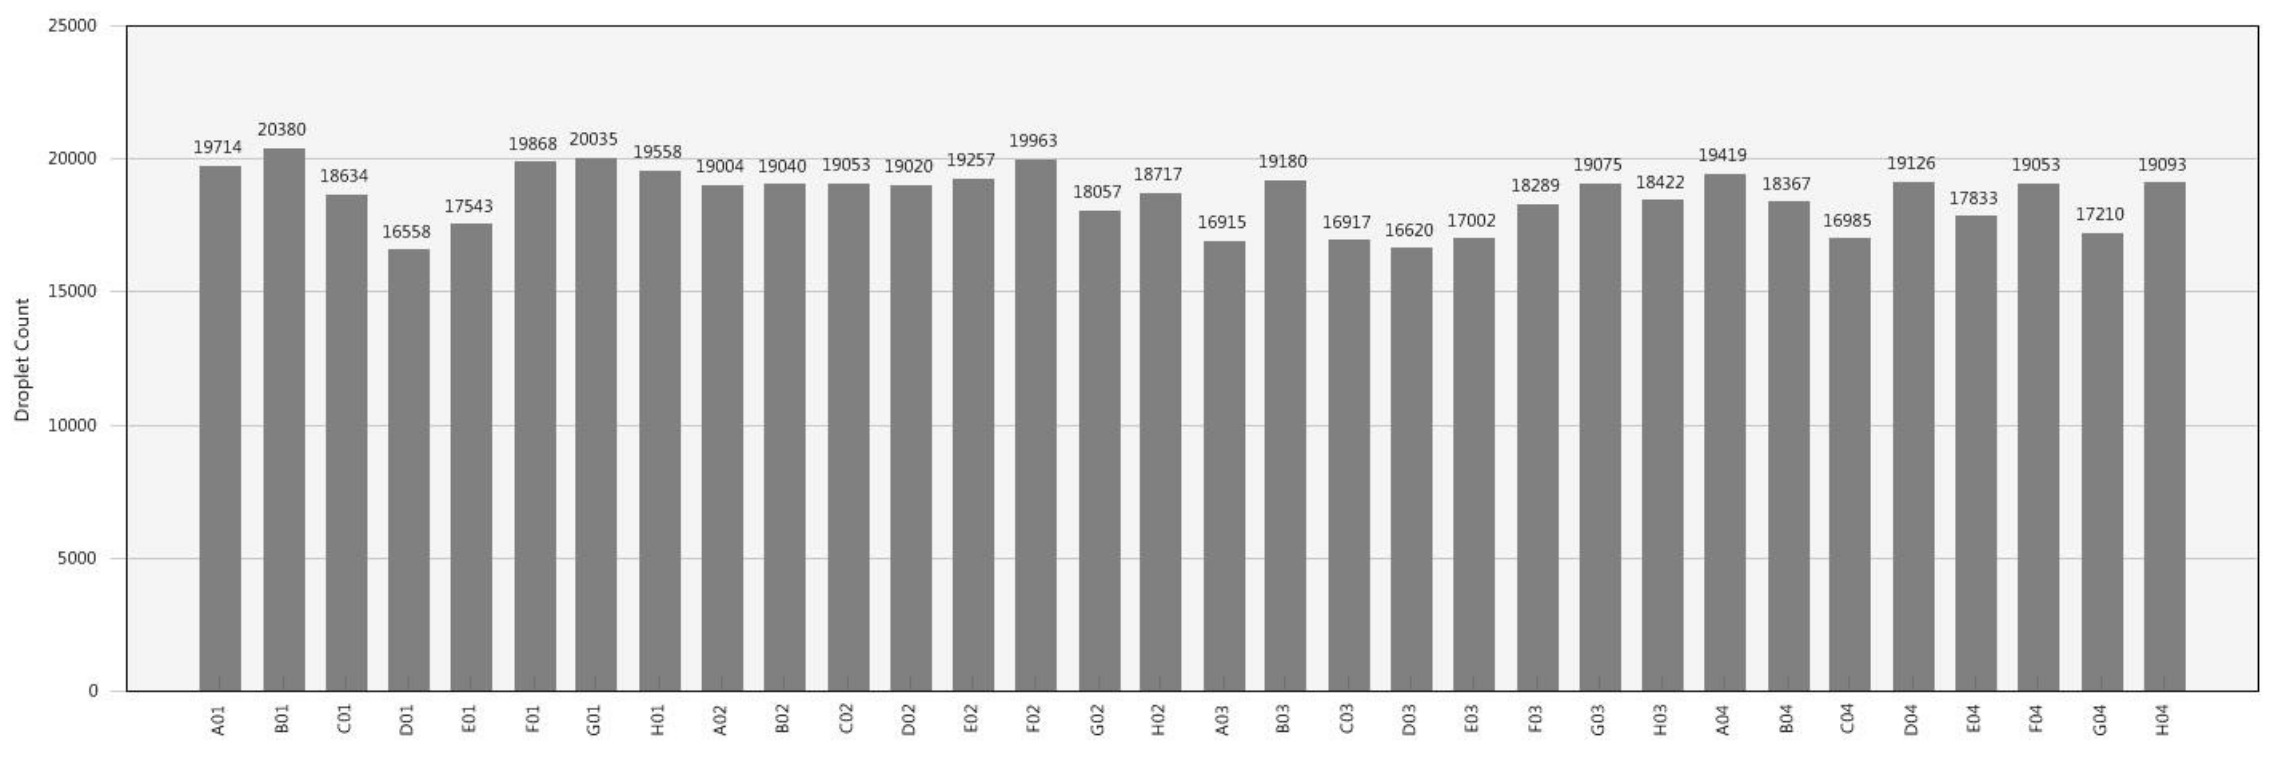 25000
20000
15000
10000
5000
0
Droplet Count
19714
20380
18634
16558
17543
19868
20035
19558
19004
19040
19053
19020
19257
19963
18057
18717
16915
19180
16917
16620
17002
18289
19075
18422
19419
18367
16985
19126
17833
19053
17210
19093
A01
B01
C01
D01
E01
F01
G01
H01
A02
B02
C02
D02
E02
F02
G02
H02
A03
B03
C03
D03
E03
F03
G03
H03
A04
B04
C04
D04
E04
F04
G04
H04